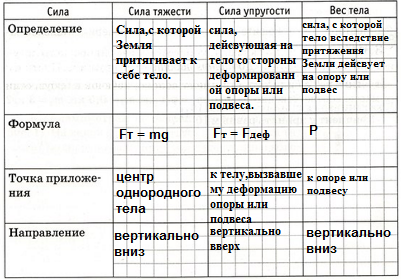 Сила
Сила тяжести
Сила упругости
Вес тела
Определение
Сила,с которой
Земля
притягивает к
себе тело.
сила,
дейсвующая на
тело со стороны
деформированн
ой опоры или
подвеса.
сила, с которой
тело вследствие
притяжения
Земли дейсвует
на опору или
подвес
Формула
Fт = mg
Fт = Fдеф
Р
Точка приложе-
ния
центр
однородного
тела
к телу,вызвавше
му деформацию
опоры или
подвеса
к опоре или
подвесу
Направление
вертикально
вниз
вертикально
вверх
вертикально
вниз